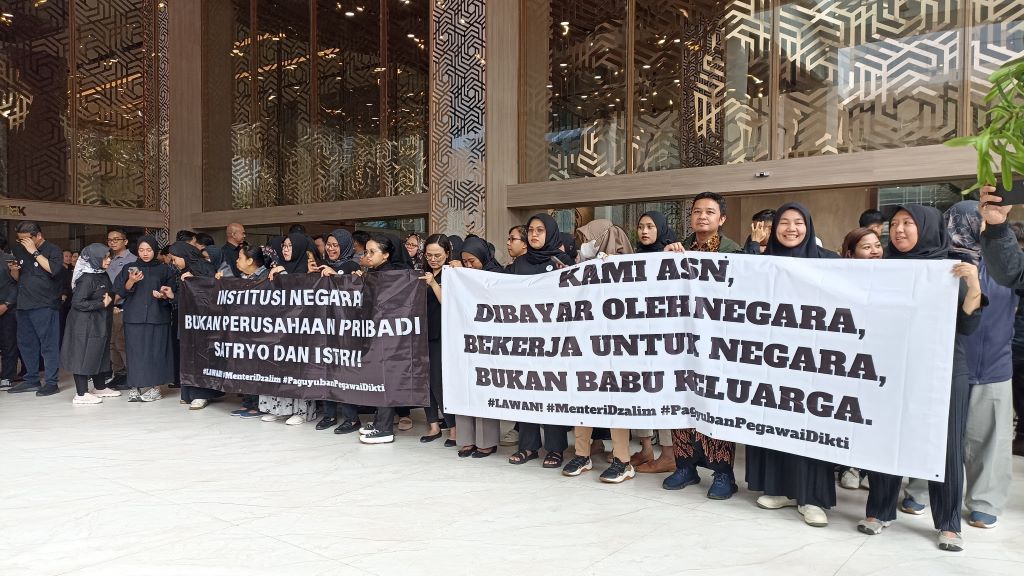 INSTITUSI NEGARA
BUKAN PERUSAHAAN PRIBADI
SATRYO DAN ISTRI!
#LAWAN! #MenteriDzalim #PaguyubanPegawaiDikti
KAMI ASN,
DIBAYAR OLEH NEGARA,
BEKERJA UNTUK NEGARA,
BUKAN BABU KELUARGA.
#LAWAN! #MenteriDzalim #PaguyubanPegawaiDikti